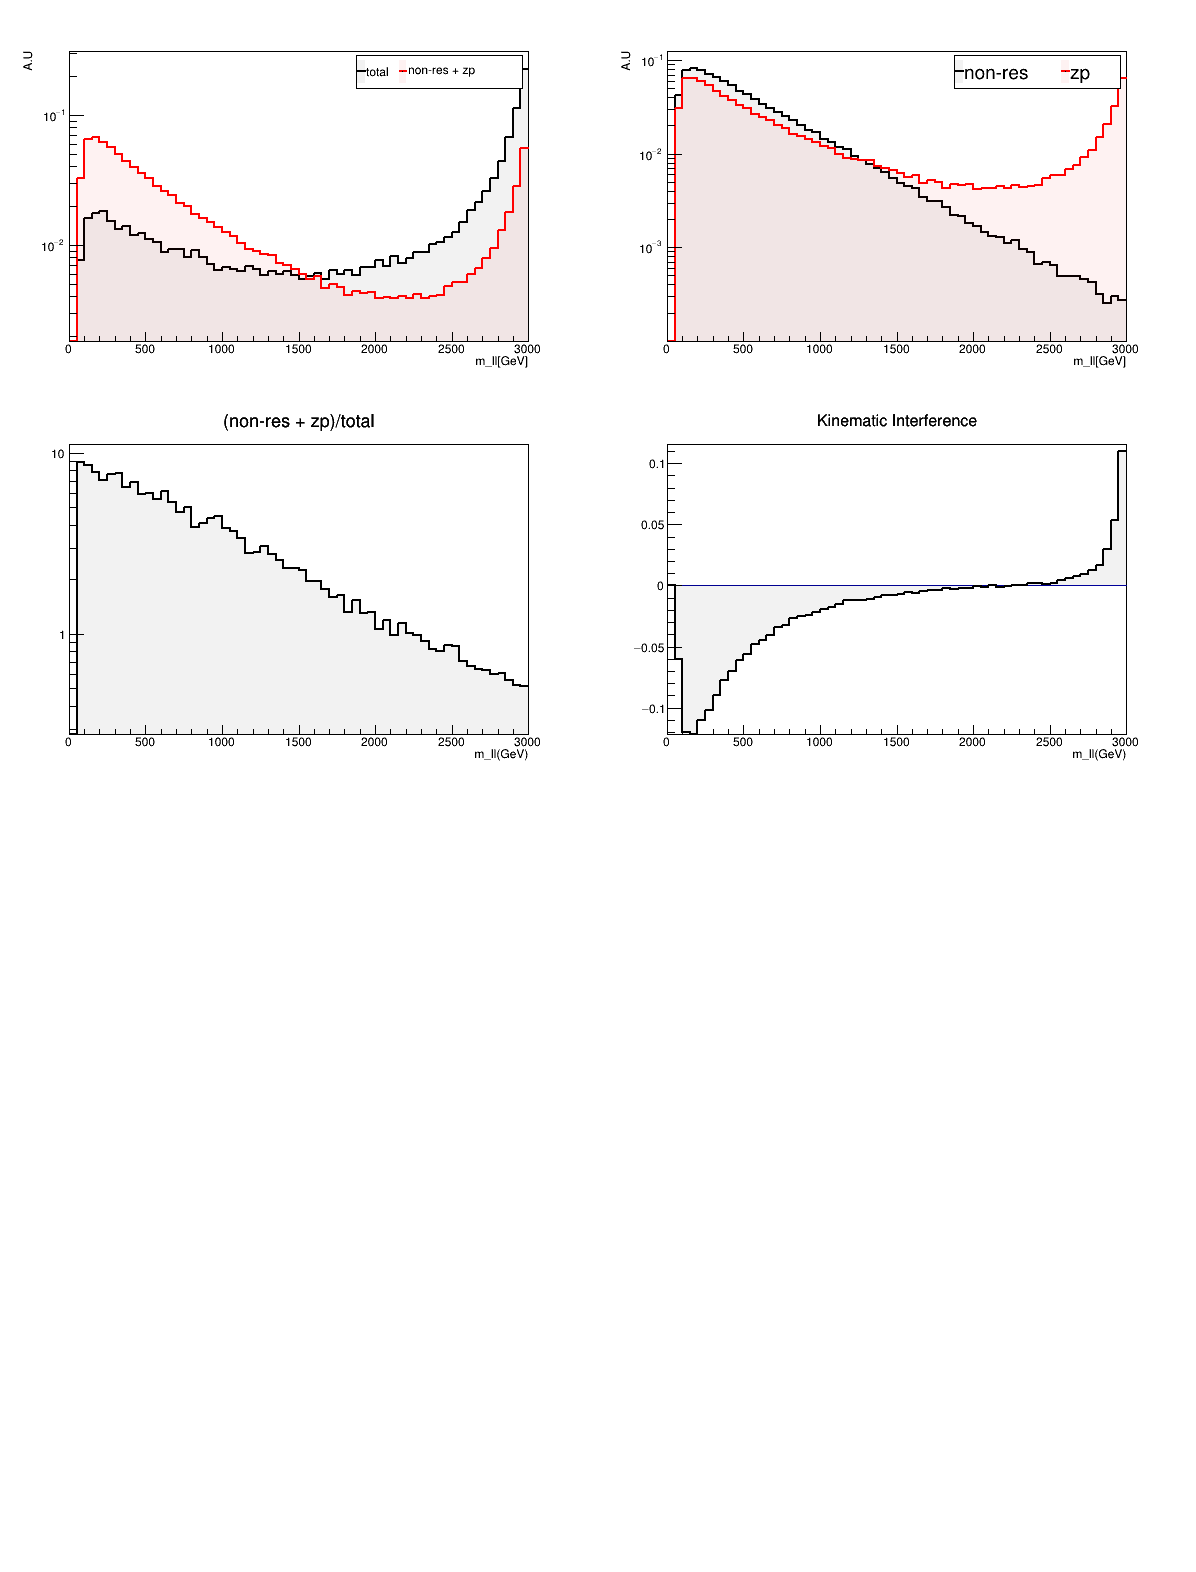 A.U
total
non-res + zp
10⁻¹
10⁻²
0 500 1000 1500 2000 2500 3000
m_ll[GeV]
A.U
non-res
zp
10⁻¹
10⁻²
10⁻³
0 500 1000 1500 2000 2500 3000
m_ll[GeV]
(non-res + zp)/total
10
1
0 500 1000 1500 2000 2500 3000
m_ll(GeV)
Kinematic Interference
0.1
0.05
0
−0.05
−0.1
0 500 1000 1500 2000 2500 3000
m_ll(GeV)